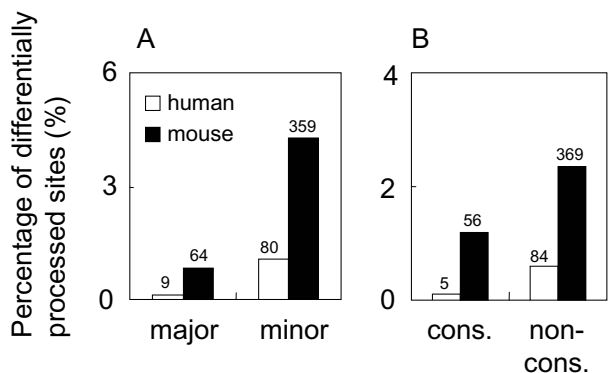 Percentage of differentially
processed sites (%)
A
6
3
0
human
mouse
9
64
80
359
major
minor
B
4
2
0
5
56
84
369
cons.
non-
cons.